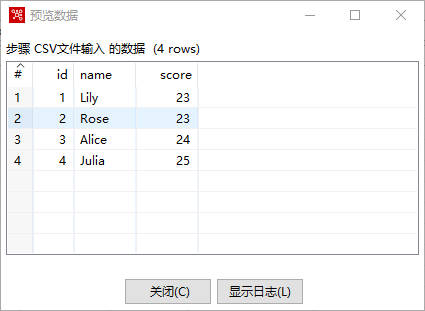 预览数据
步骤 CSV文件输入 的数据 (4 rows)
# id name score
1 1 Lily 23
2 2 Rose 23
3 3 Alice 24
4 4 Julia 25
关闭(C) 显示日志(L)